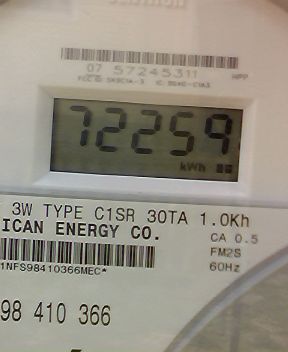 07 57245311
HPP
72259
kWh
3W TYPE C1SR 30TA 1.0Kh
ICAN ENERGY CO.
CA 0.5
FM2S
60Hz
1NFS98410366MEC*
98 410 366